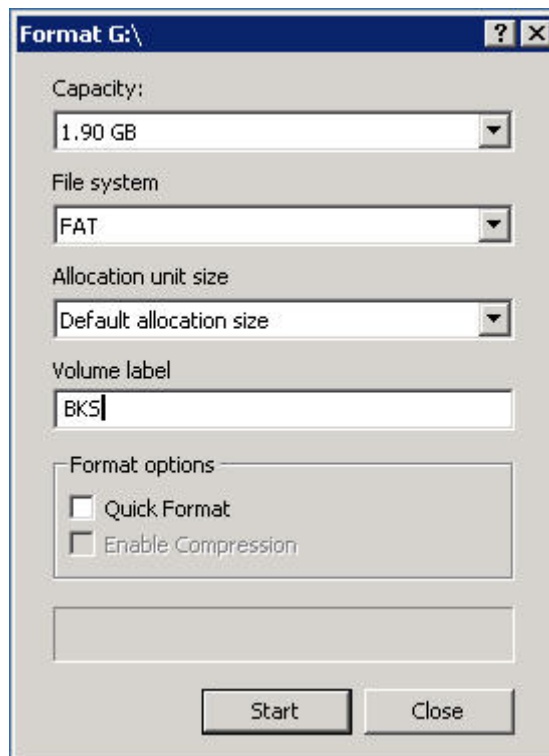 Format G:\
Capacity:
1.90 GB
File system
FAT
Allocation unit size
Default allocation size
Volume label
BKS
Format options
Quick Format
Enable Compression
Start Close